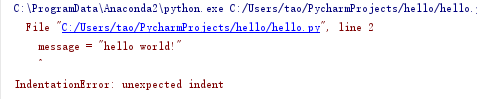 C:\ProgramData\Anaconda2\python.exe C:/Users/tao/PycharmProjects/hello/hello.
File "C:/Users/tao/PycharmProjects/hello/hello.py", line 2
message = "hello world!"
^
IndentationError: unexpected indent